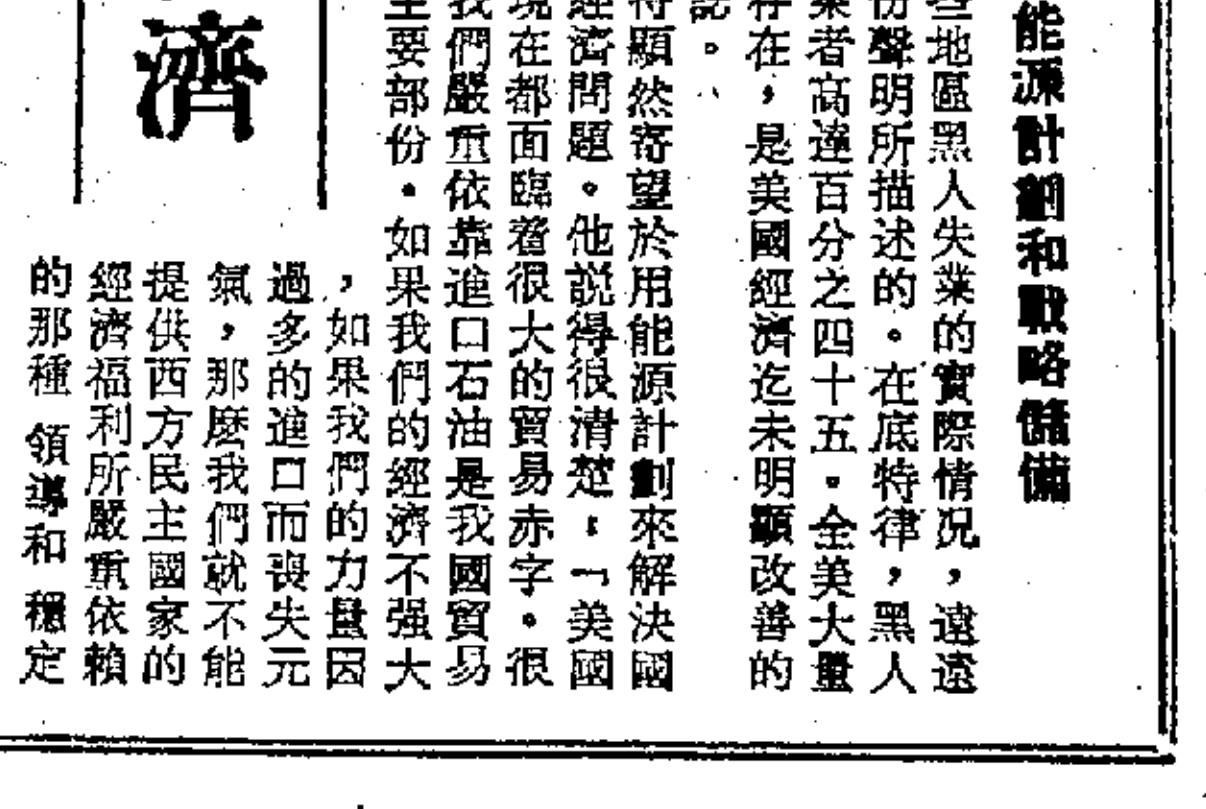 能源計劃和戰略儲備
些地區黑人失業的實際情况，遠遠
份聲明所描述的。在底特律，黑人
業者高達百分之四十五。全美大量
存在，是美國經濟迄未明顯改善的
誌。
特顯然寄望於用能源計劃來解決國
經濟問題。他説得很清楚：「美國
現在都面臨着很大的貿易赤字。很
我們嚴重依靠進口石油是我國貿易
主要部份。如果我們的經濟不强大
，如果我們的力量因
過多的進口而喪失元
氣，那麽我們就不能
提供西方民主國家的
經濟福利所嚴重依賴
的那種領導和穩定
濟